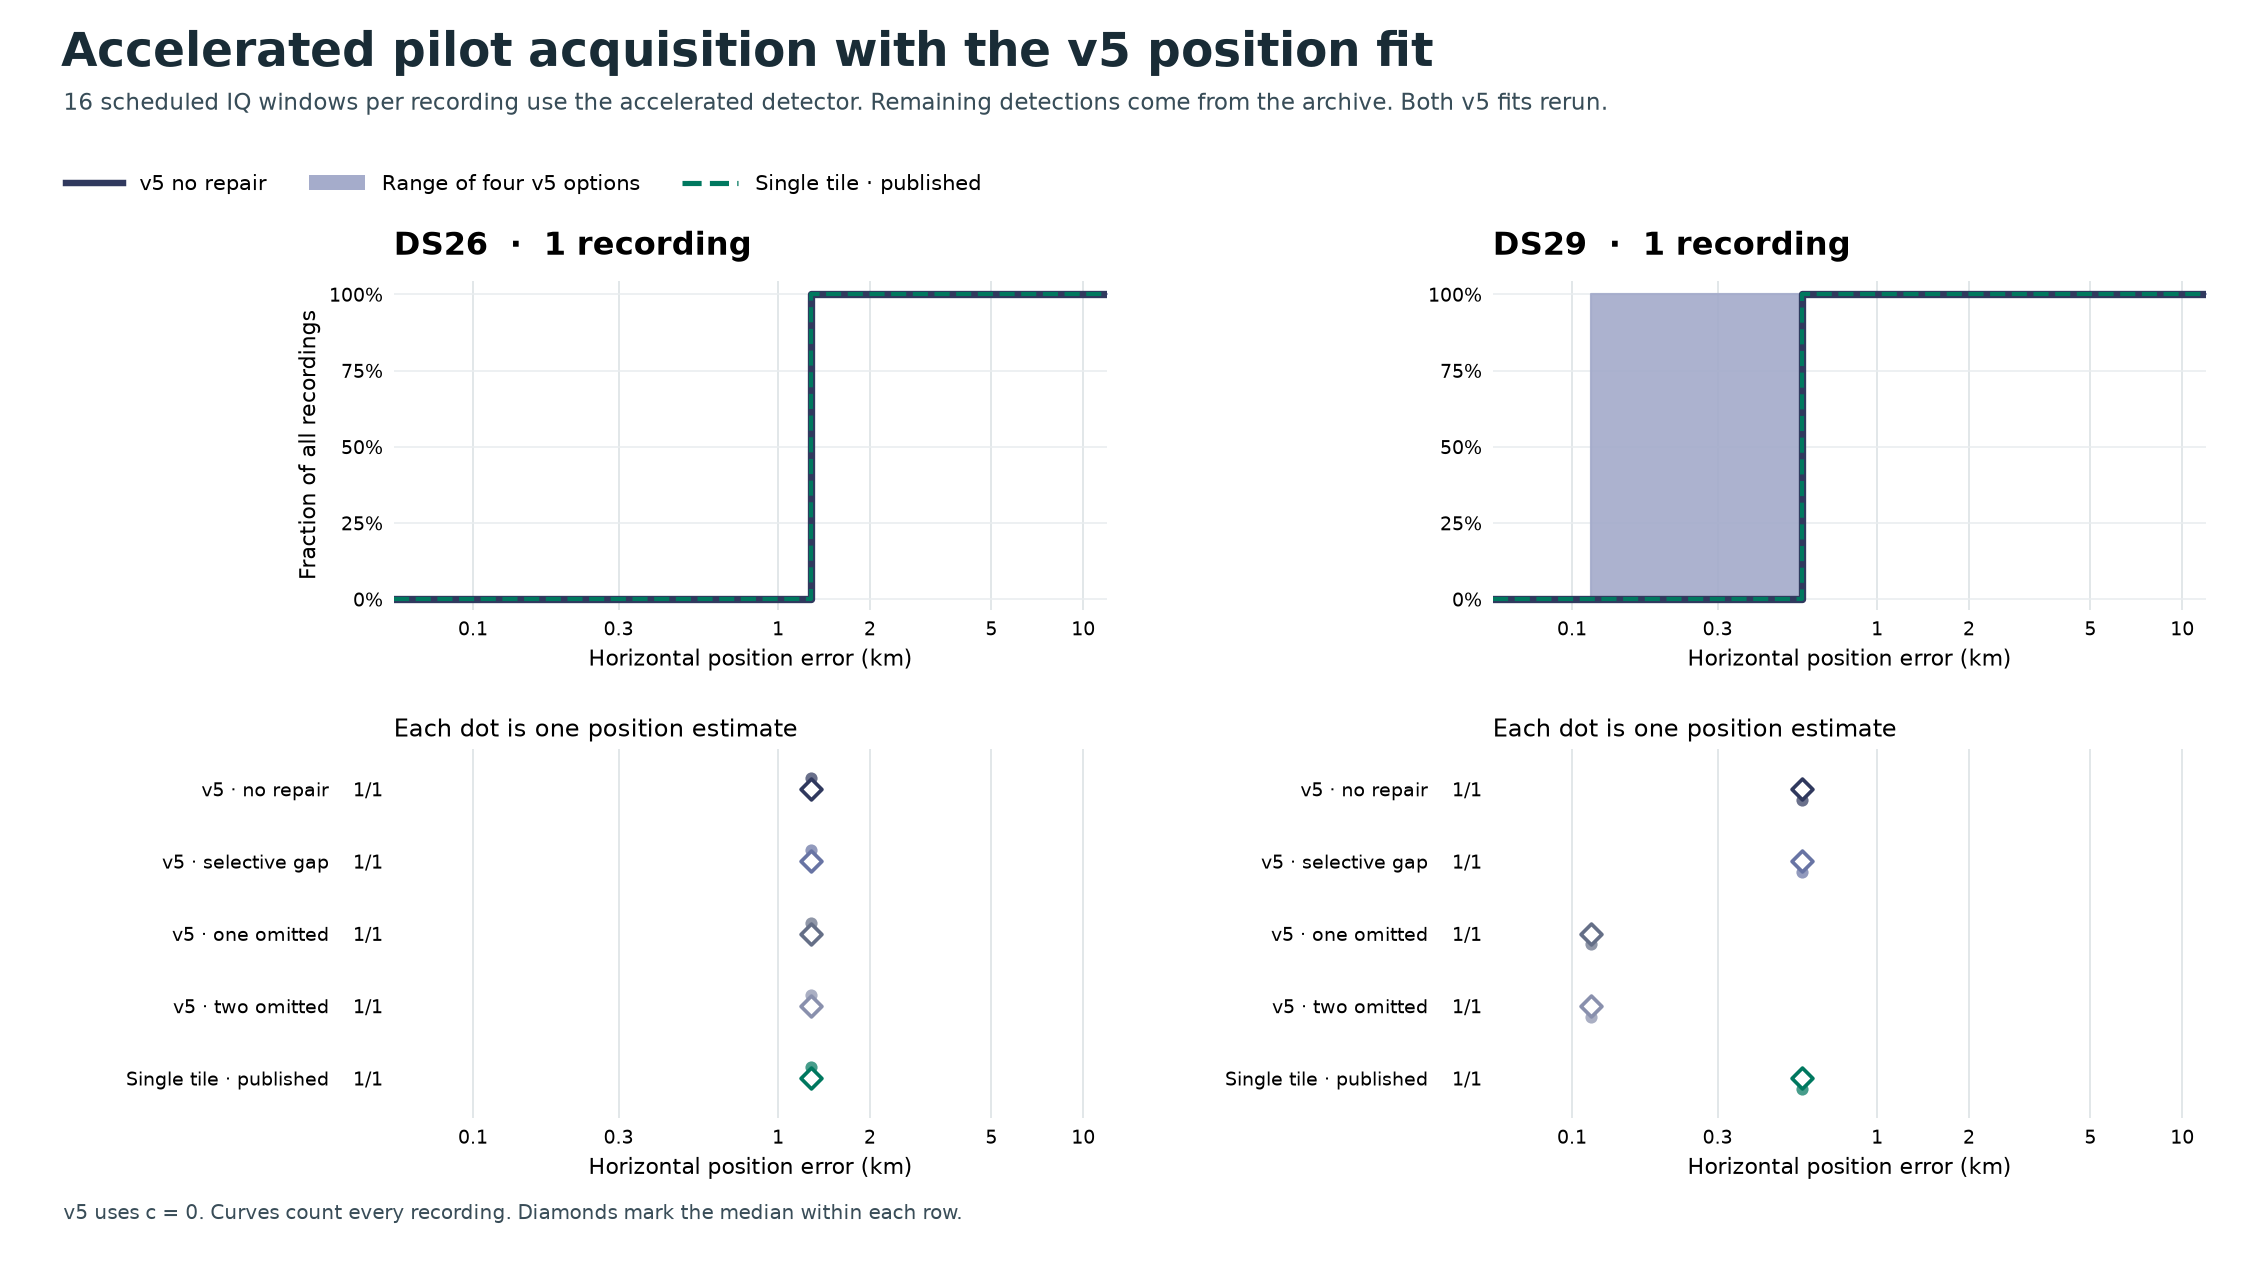 Accelerated pilot acquisition with the v5 position fit
16 scheduled IQ windows per recording use the accelerated detector. Remaining detections come from the archive. Both v5 fits rerun.
v5 no repair
Range of four v5 options
Single tile · published
DS26 · 1 recording
Fraction of all recordings
100%
75%
50%
25%
0%
0.1 0.3 1 2 5 10
Horizontal position error (km)
DS29 · 1 recording
100%
75%
50%
25%
0%
0.1 0.3 1 2 5 10
Horizontal position error (km)
Each dot is one position estimate
v5 · no repair 1/1
v5 · selective gap 1/1
v5 · one omitted 1/1
v5 · two omitted 1/1
Single tile · published 1/1
0.1 0.3 1 2 5 10
Horizontal position error (km)
Each dot is one position estimate
v5 · no repair 1/1
v5 · selective gap 1/1
v5 · one omitted 1/1
v5 · two omitted 1/1
Single tile · published 1/1
0.1 0.3 1 2 5 10
Horizontal position error (km)
v5 uses c = 0. Curves count every recording. Diamonds mark the median within each row.